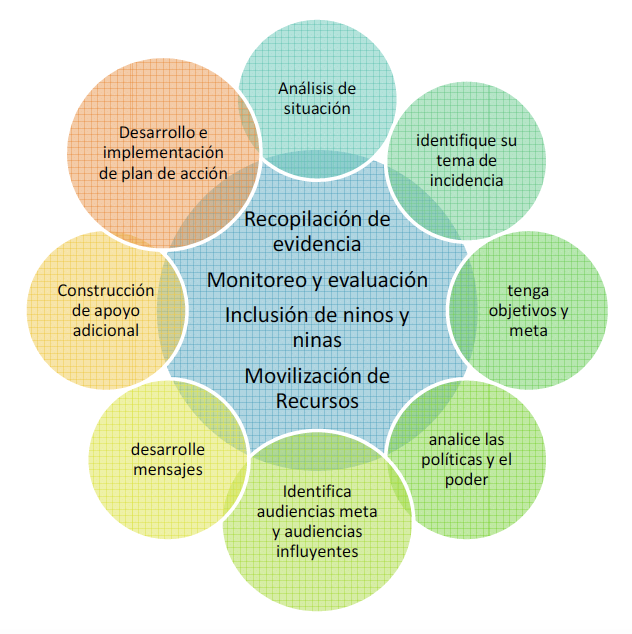 Análisis de
situación
identifique su
tema de
incidencia
tenga
objetivos y
meta
analice las
políticas y el
poder
Identifica
audiencias meta
y audiencias
influyentes
desarrolle
mensajes
Construcción
de apoyo
adicional
Desarrollo e
implementación
de plan de acción
Recopilación de
evidencia
Monitoreo y evaluación
Inclusión de ninos y
ninas
Movilización de
Recursos